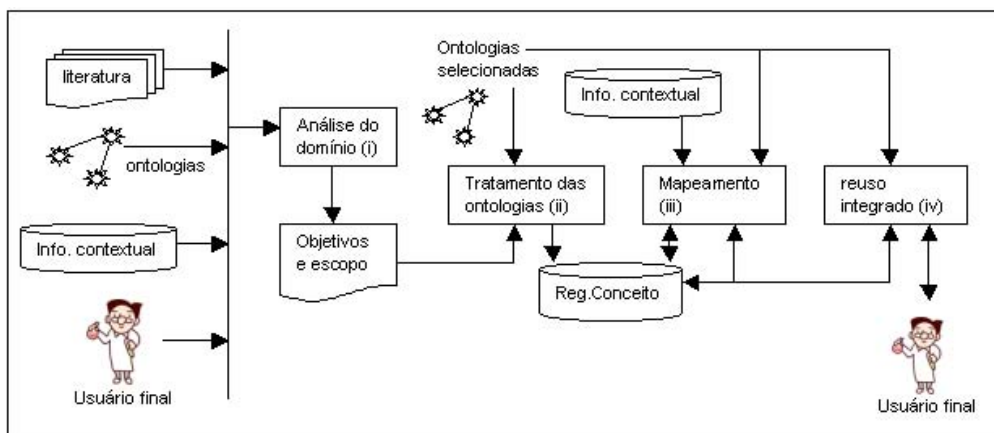 literatura
ontologias
Info. contextual
Usuário final
Análise do
domínio (i)
Objetivos
e escopo
Ontologias
selecionadas
Info. contextual
Tratamento das
ontologias (ii)
Mapeamento
(iii)
reuso
integrado (iv)
Reg.Conceito
Usuário final